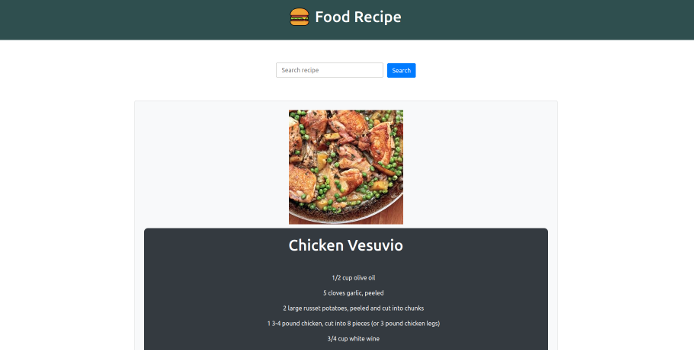 Food Recipe
Search recipe
Search
Chicken Vesuvio
1/2 cup olive oil
5 cloves garlic, peeled
2 large russet potatoes, peeled and cut into chunks
1 3-4 pound chicken, cut into 8 pieces (or 3 pound chicken legs)
3/4 cup white wine